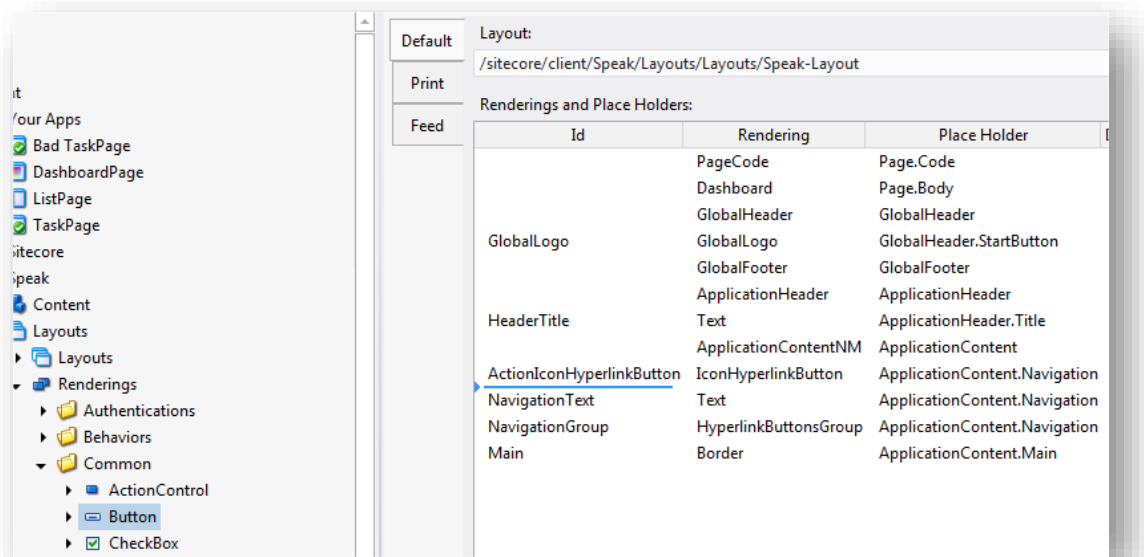 Your Apps
Bad TaskPage
DashboardPage
ListPage
TaskPage
Sitecore
Speak
Content
Layouts
Layouts
Renderings
Authentications
Behaviors
Common
ActionControl
Button
CheckBox
Default
Print
Feed
Layout:
/sitecore/client/Speak/Layouts/Layouts/Speak-Layout
Renderings and Place Holders:
Id Rendering Place Holder
PageCode Page.Code
Dashboard Page.Body
GlobalHeader GlobalHeader
GlobalLogo GlobalLogo GlobalHeader.StartButton
GlobalFooter GlobalFooter
ApplicationHeader ApplicationHeader
HeaderTitle Text ApplicationHeader.Title
ApplicationContentNM ApplicationContent
ActionIconHyperlinkButton IconHyperlinkButton ApplicationContent.Navigation
NavigationText Text ApplicationContent.Navigation
NavigationGroup HyperlinkButtonsGroup ApplicationContent.Navigation
Main Border ApplicationContent.Main